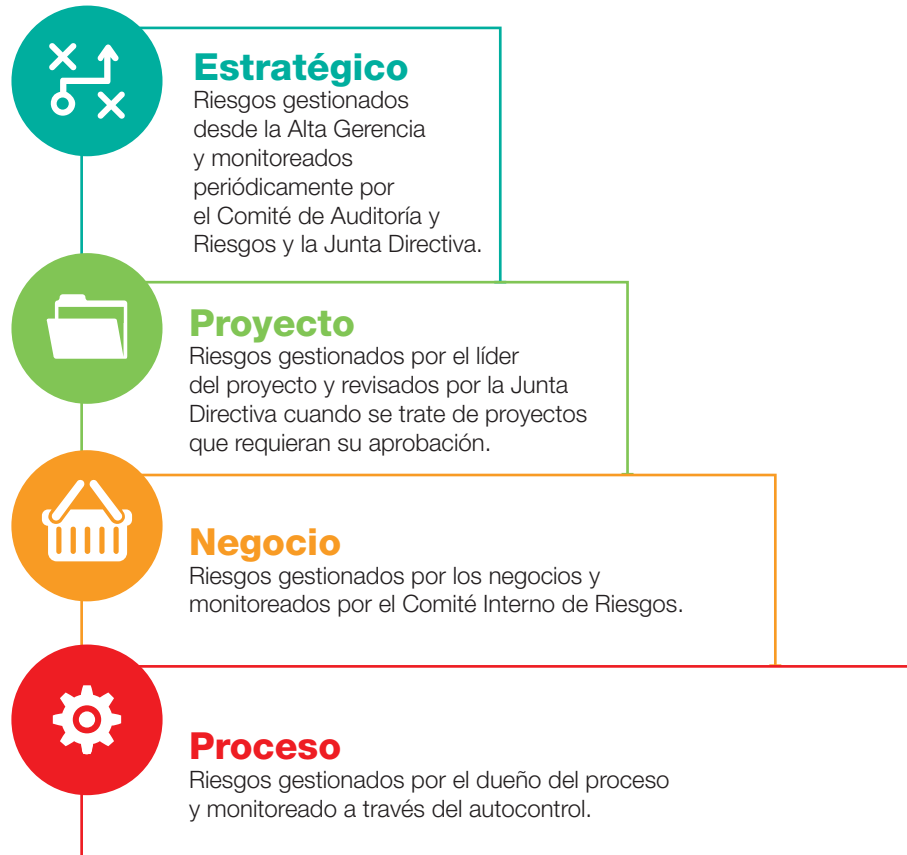 Estratégico
Riesgos gestionados
desde la Alta Gerencia
y monitoreados
periódicamente por
el Comité de Auditoría y
Riesgos y la Junta Directiva.
Proyecto
Riesgos gestionados por el líder
del proyecto y revisados por la Junta
Directiva cuando se trate de proyectos
que requieran su aprobación.
Negocio
Riesgos gestionados por los negocios y
monitoreados por el Comité Interno de Riesgos.
Proceso
Riesgos gestionados por el dueño del proceso
y monitoreado a través del autocontrol.